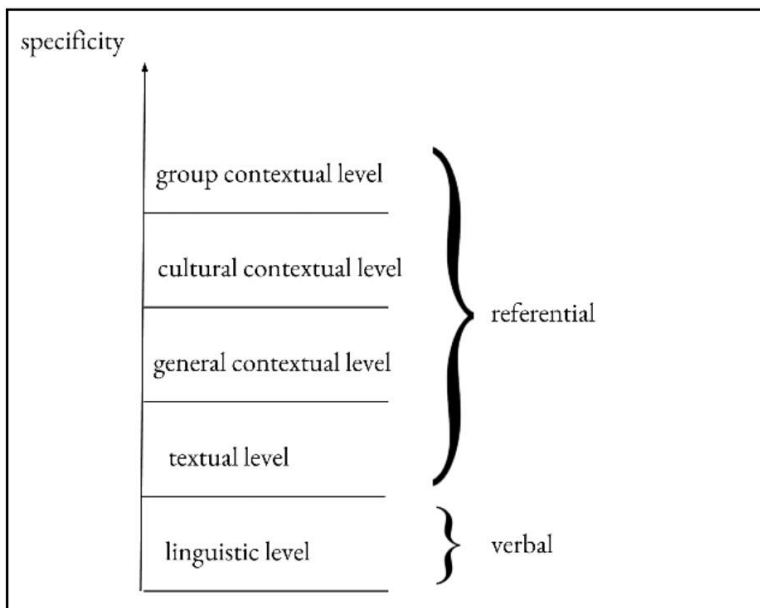 specificity
group contextual level
cultural contextual level
referential
general contextual level
textual level
linguistic level
verbal